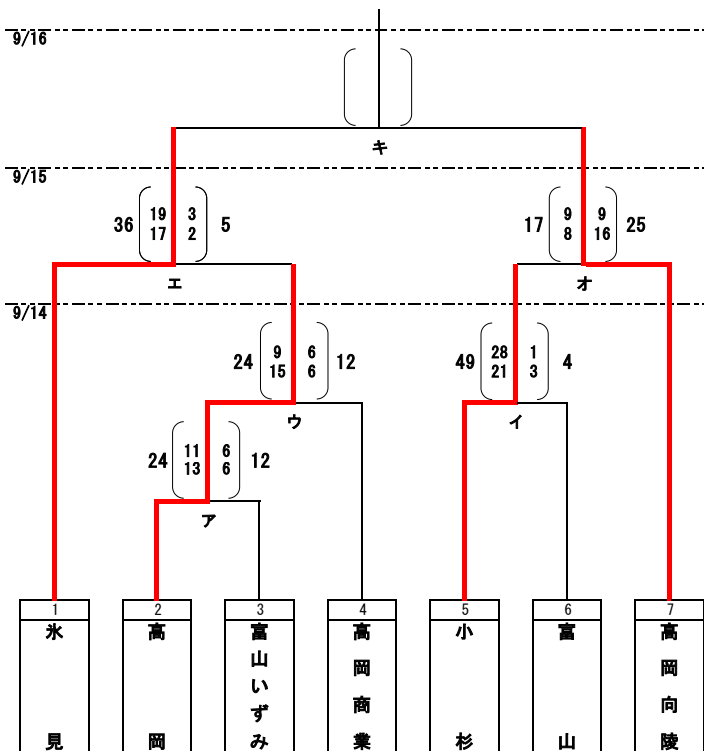 9/16
キ
9/15
36 19 3 5
17 2
17 9 9 25
8 16
エ
オ
9/14
24 9 6 12
15 6
49 28 1 4
21 3
ウ
イ
24 11 6 12
13 6
ア
1 2 3 4 5 6 7
氷見
高岡
富山いずみ
高岡商業
小杉
富山
高岡向陵